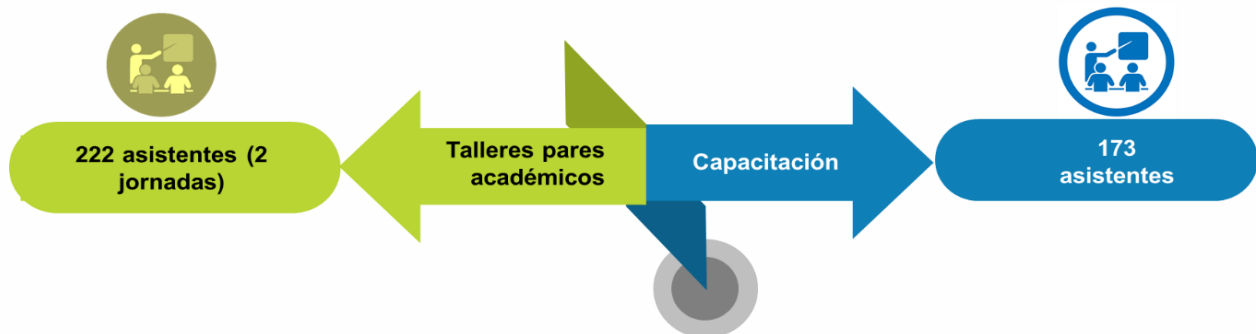 222 asistentes (2
jornadas)
Talleres pares
académicos
Capacitación
173
asistentes